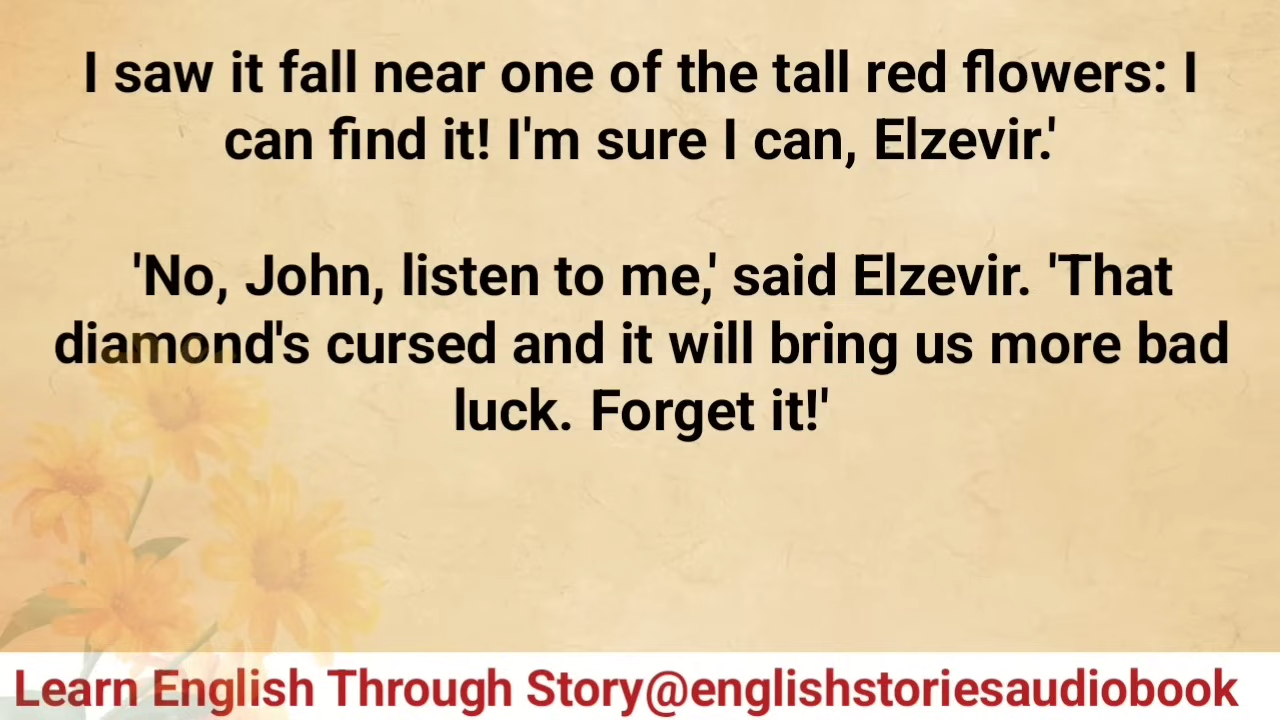 I saw it fall near one of the tall red flowers: I
can find it! I'm sure I can, Elzevir.'
'No, John, listen to me,' said Elzevir. 'That
diamond's cursed and it will bring us more bad
luck. Forget it!'
Learn English Through Story@englishstoriesaudiobook